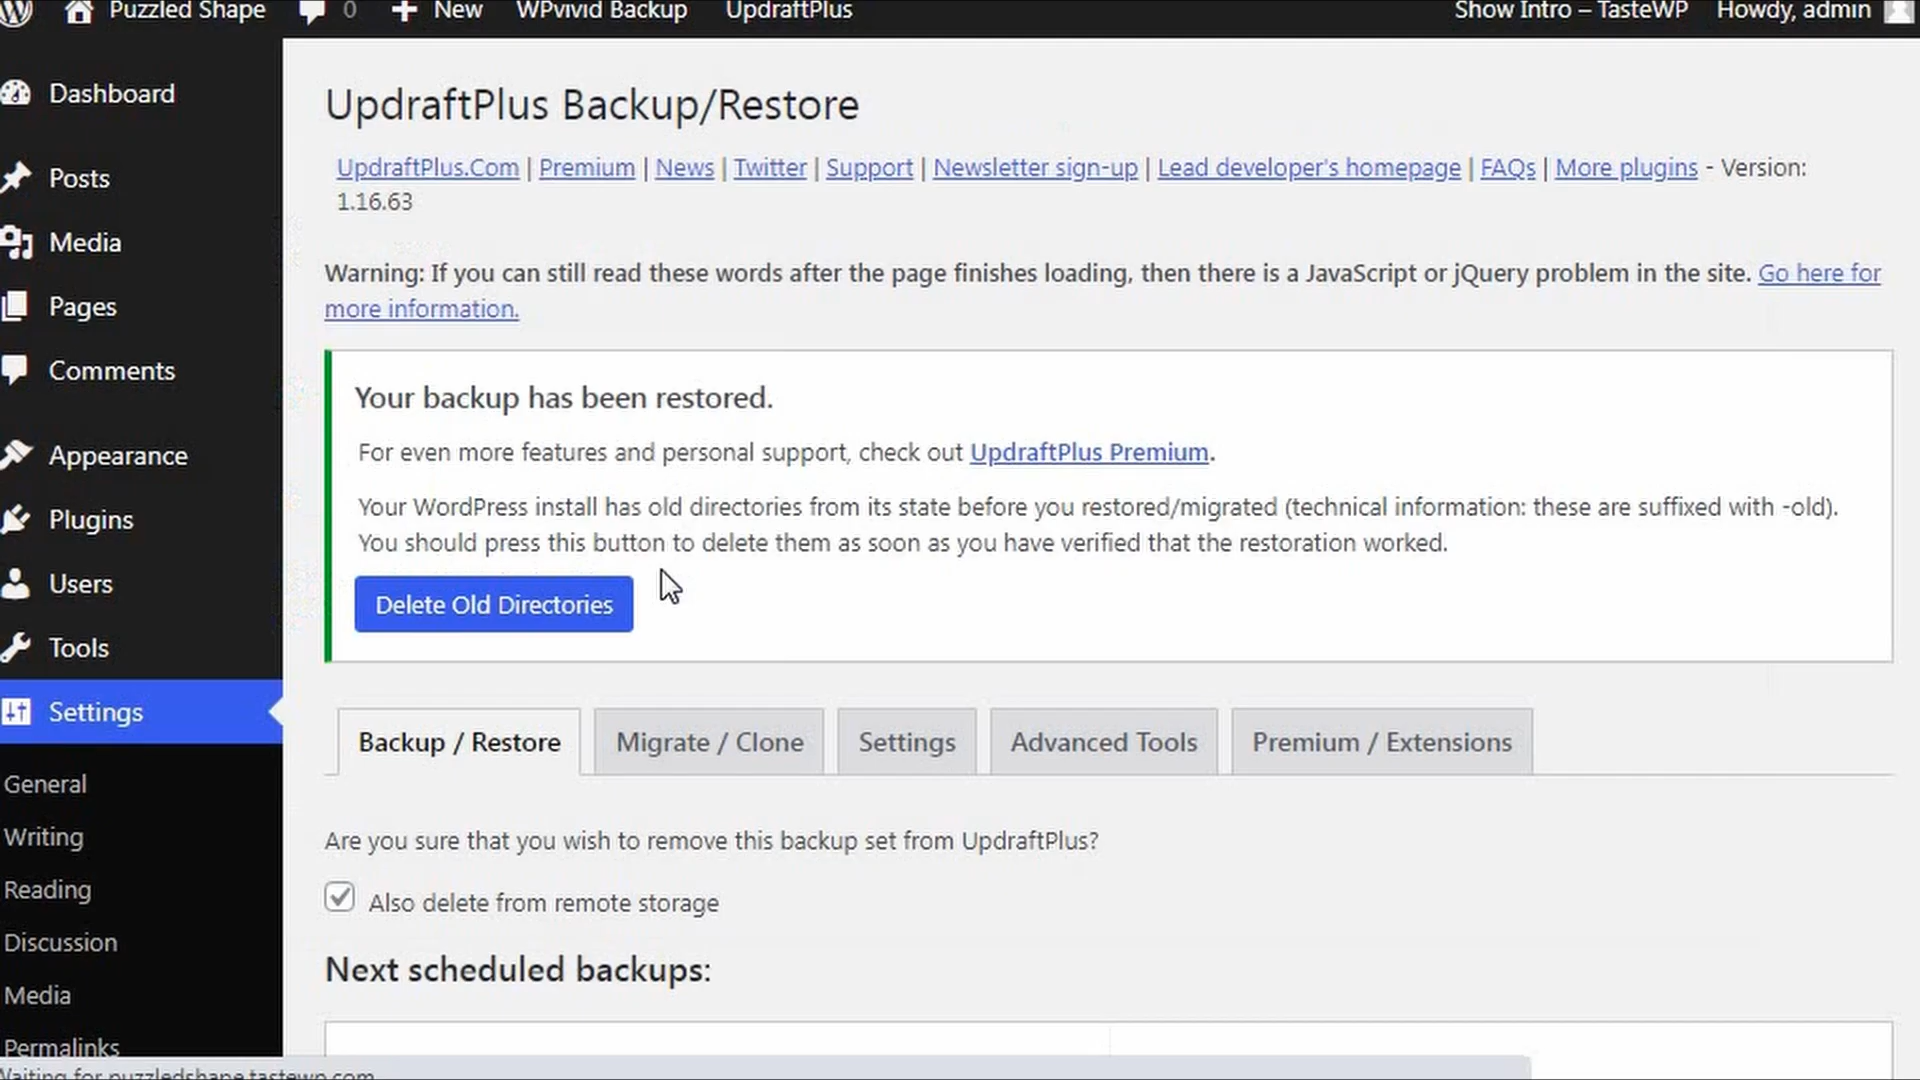 Puzzled Shape 0 New WPvivid Backup UpdraftPlus Show Intro – TasteWP Howdy, admin
Dashboard
Posts
Media
Pages
Comments
Appearance
Plugins
Users
Tools
Settings
General
Writing
Reading
Discussion
Media
Permalinks
UpdraftPlus Backup/Restore
UpdraftPlus.Com | Premium | News | Twitter | Support | Newsletter sign-up | Lead developer's homepage | FAQs | More plugins - Version:
1.16.63
Warning: If you can still read these words after the page finishes loading, then there is a JavaScript or jQuery problem in the site. Go here for
more information.
Your backup has been restored.
For even more features and personal support, check out UpdraftPlus Premium.
Your WordPress install has old directories from its state before you restored/migrated (technical information: these are suffixed with -old).
You should press this button to delete them as soon as you have verified that the restoration worked.
Delete Old Directories
Backup / Restore Migrate / Clone Settings Advanced Tools Premium / Extensions
Are you sure that you wish to remove this backup set from UpdraftPlus?
Also delete from remote storage
Next scheduled backups:
Waiting for puzzledshape.tastewp.com